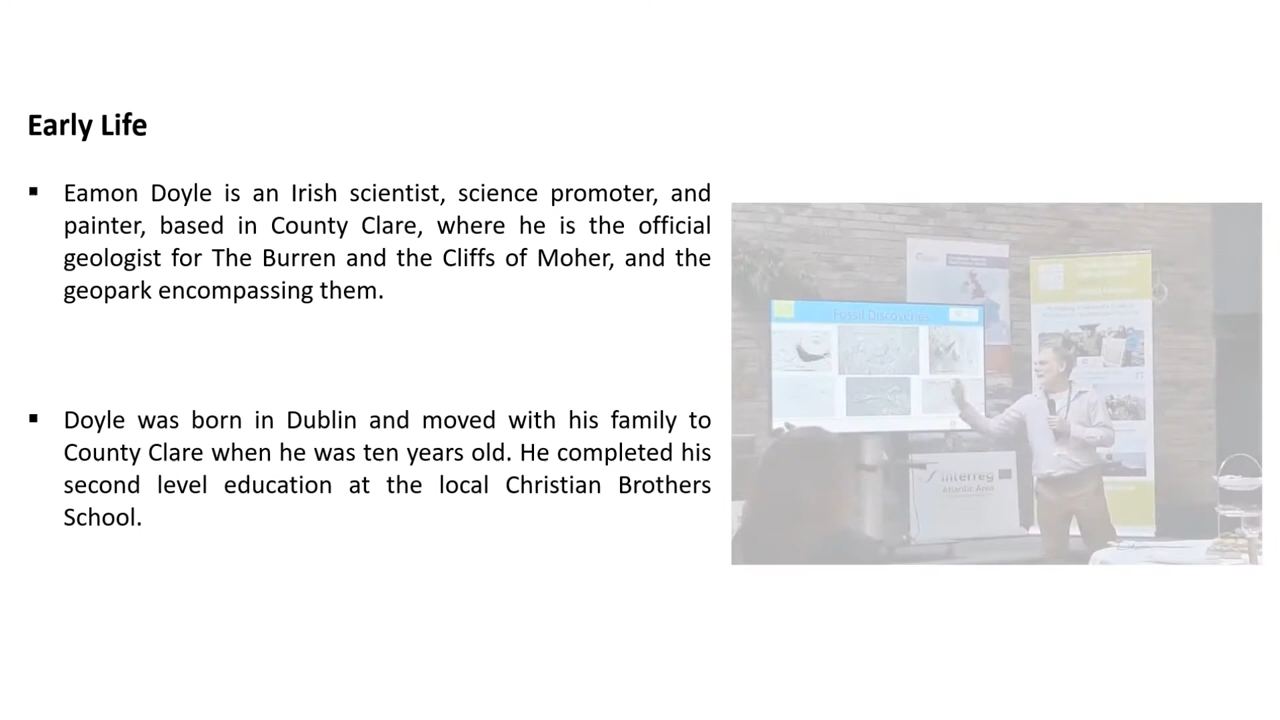 Early Life
▪ Eamon Doyle is an Irish scientist, science promoter, and
painter, based in County Clare, where he is the official
geologist for The Burren and the Cliffs of Moher, and the
geopark encompassing them.
▪ Doyle was born in Dublin and moved with his family to
County Clare when he was ten years old. He completed his
second level education at the local Christian Brothers
School.
Fossil Discoveries
Interreg
Atlantic Area